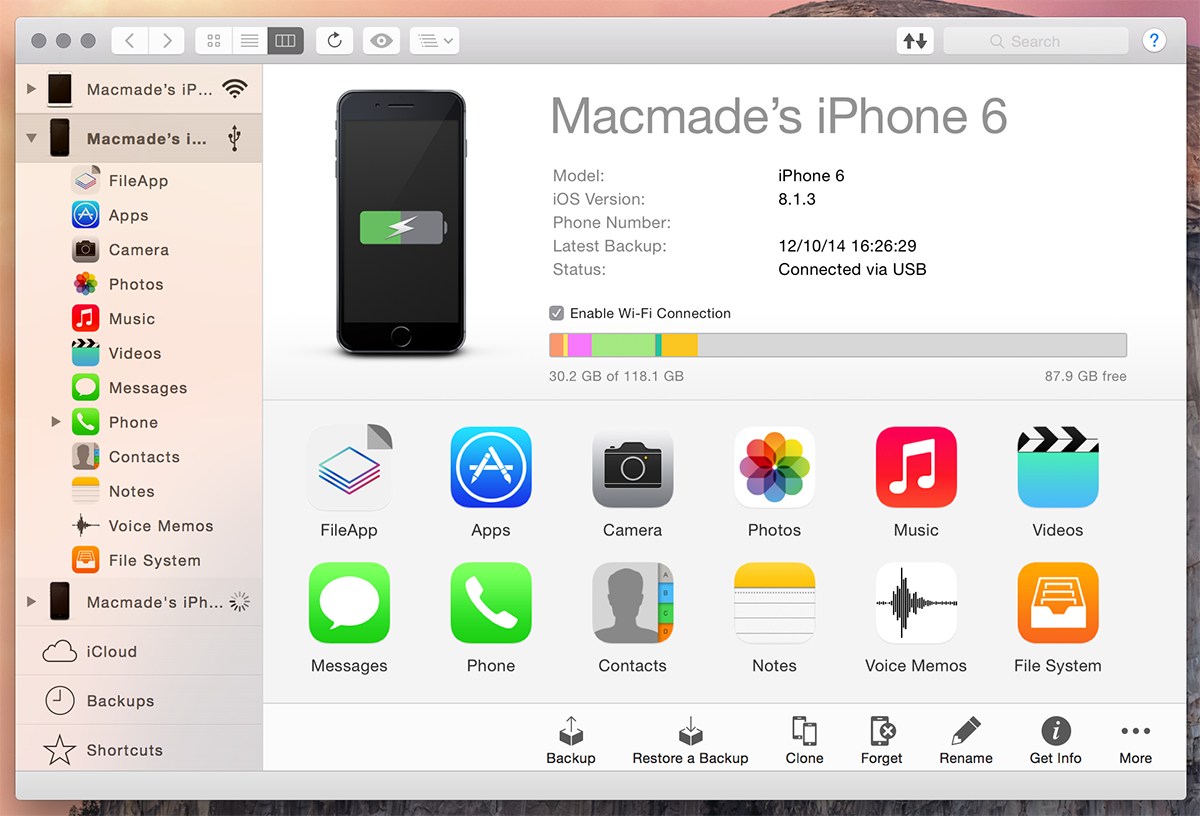 Search
?
Macmade’s iP...
Macmade’s i...
FileApp
Apps
Camera
Photos
Music
Videos
Messages
Phone
Contacts
Notes
Voice Memos
File System
Macmade's iPh...
iCloud
Backups
Shortcuts
Macmade’s iPhone 6
Model: iPhone 6
iOS Version: 8.1.3
Phone Number:
Latest Backup: 12/10/14 16:26:29
Status: Connected via USB
Enable Wi-Fi Connection
30.2 GB of 118.1 GB 87.9 GB free
FileApp Apps Camera Photos Music Videos
A
B
C
D
Messages Phone Contacts Notes Voice Memos File System
Backup Restore a Backup Clone Forget Rename Get Info More